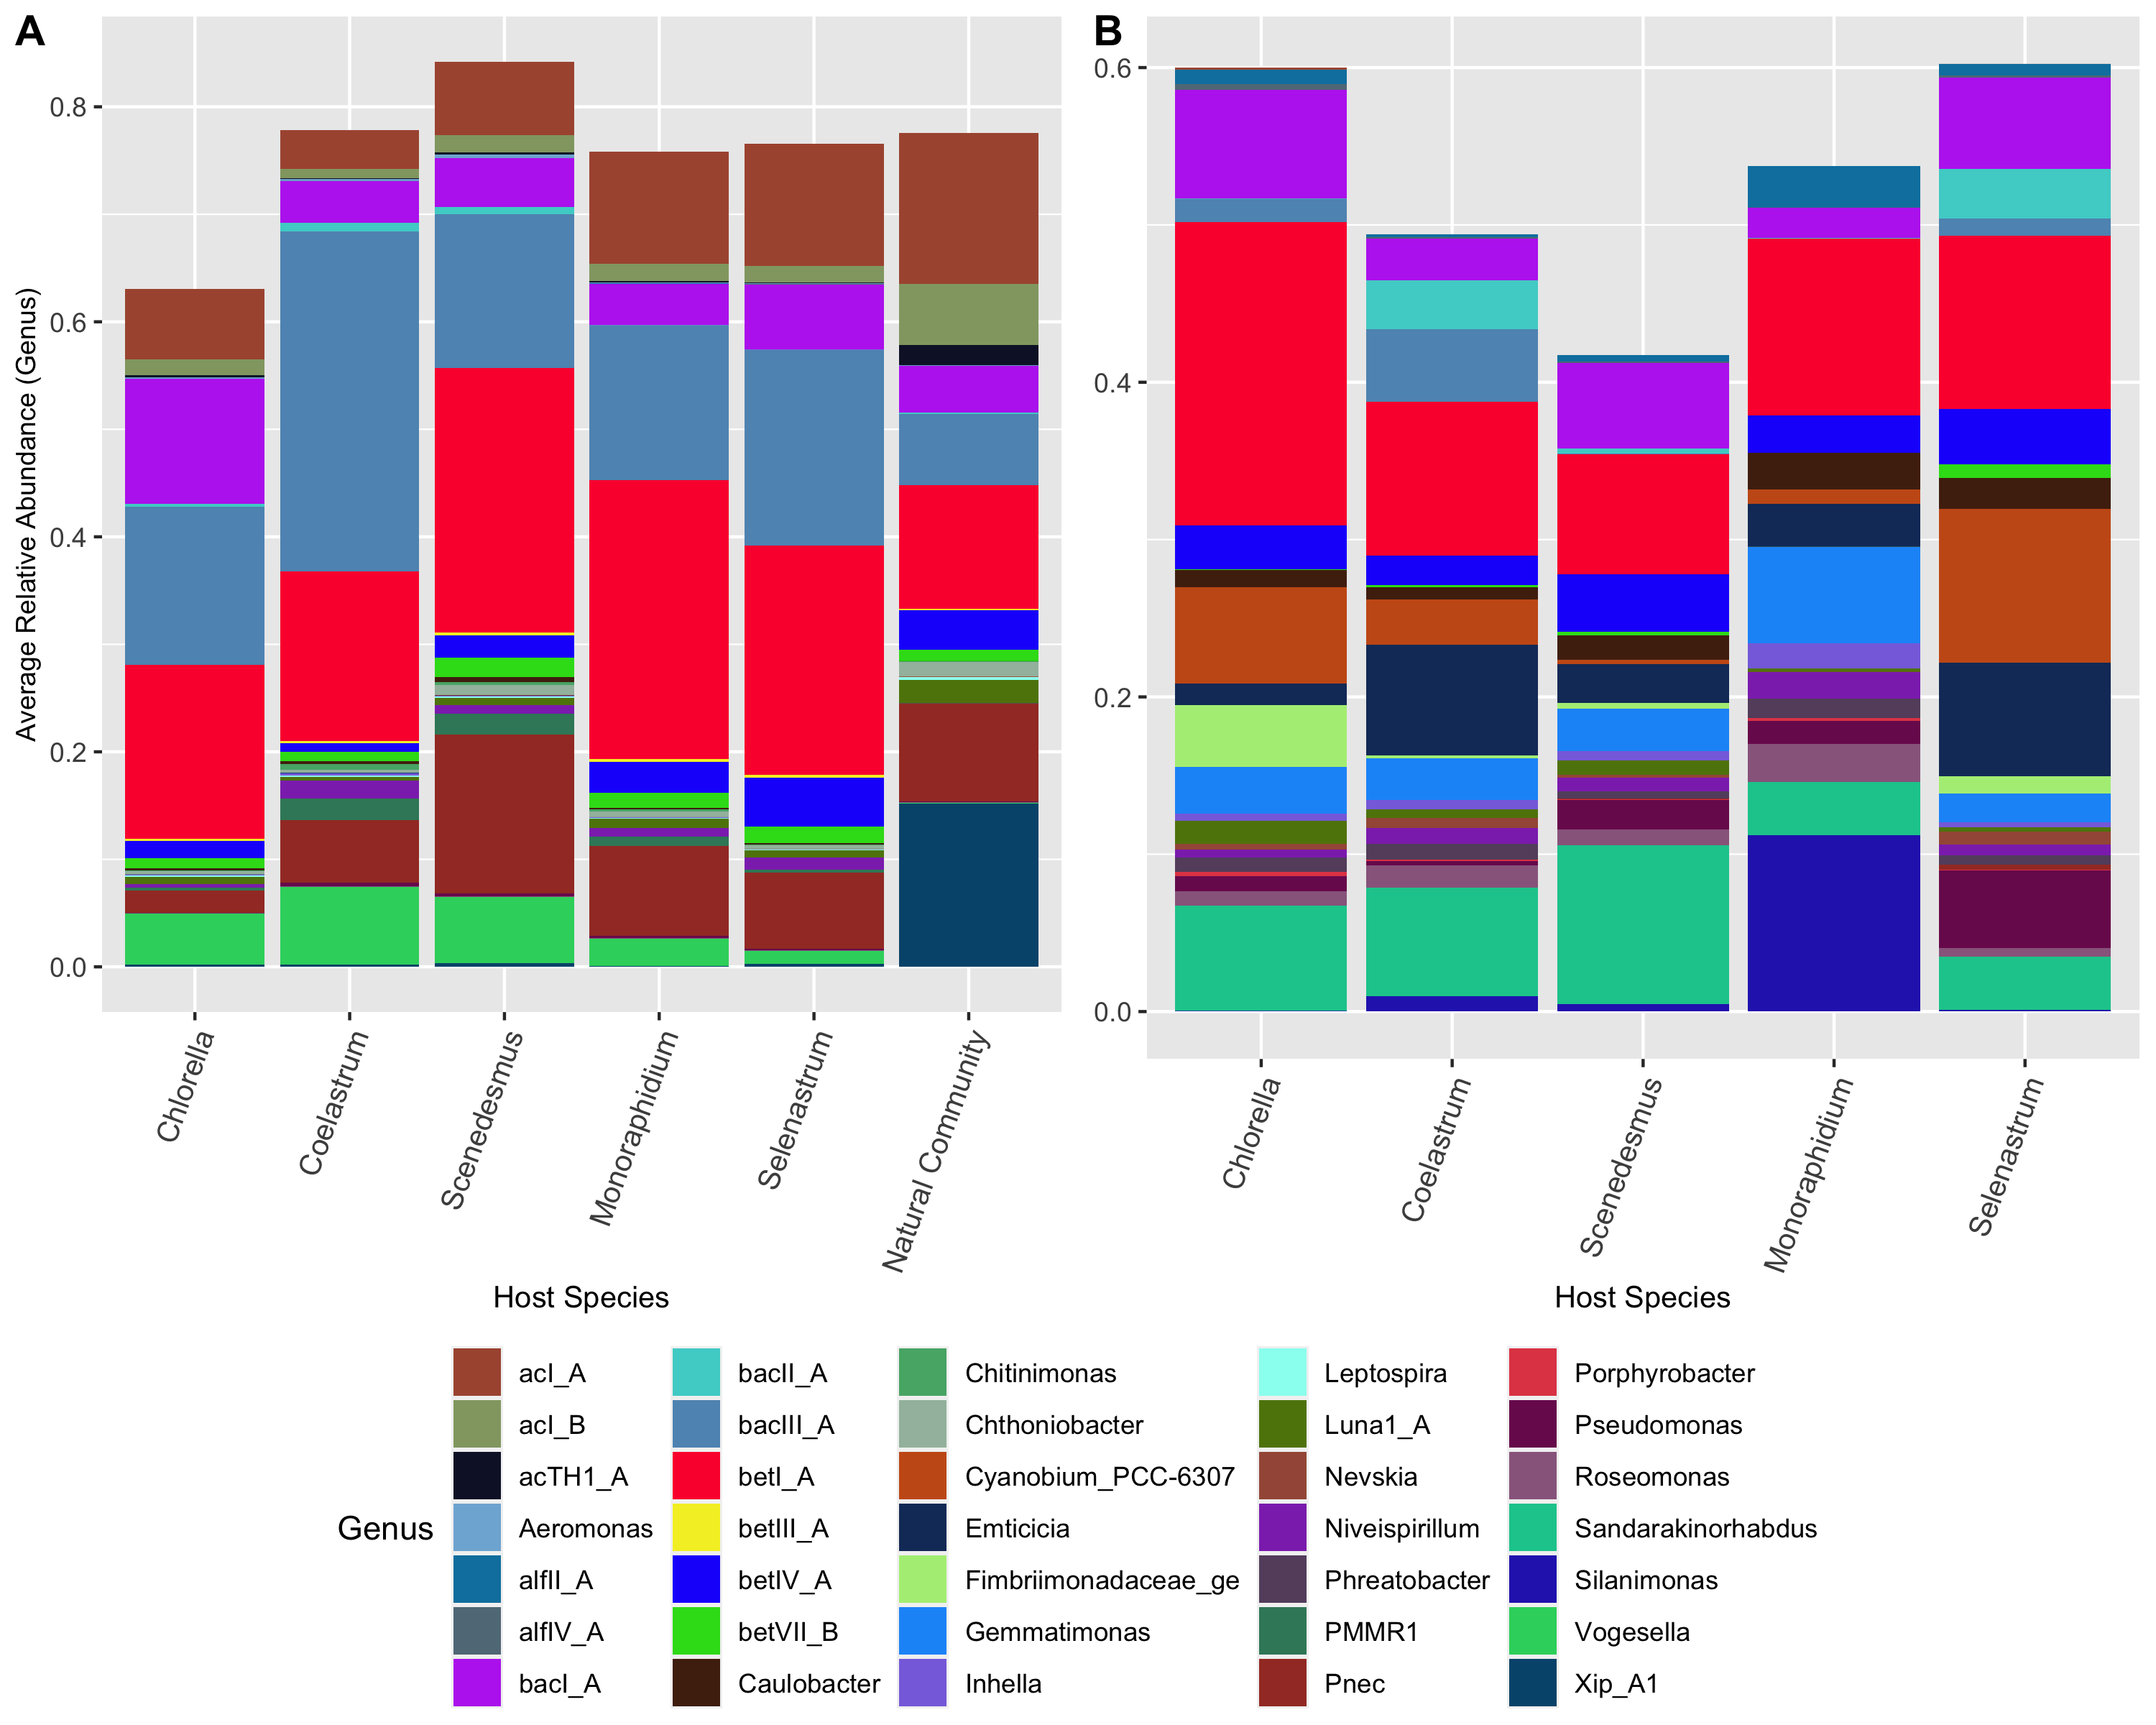 A
B
Average Relative Abundance (Genus)
0.8
0.6
0.4
0.2
0.0
0.6
0.4
0.2
0.0
Chlorella
Coelastrum
Scenedesmus
Monoraphidium
Selenastrum
Natural Community
Chlorella
Coelastrum
Scenedesmus
Monoraphidium
Selenastrum
Host Species
Host Species
Genus
acI_A
acI_B
acTH1_A
Aeromonas
alfII_A
alfIV_A
bacI_A
bacII_A
bacIII_A
betI_A
betIII_A
betIV_A
betVII_B
Caulobacter
Chitinimonas
Chthoniobacter
Cyanobium_PCC-6307
Emticicia
Fimbriimonadaceae_ge
Gemmatimonas
Inhella
Leptospira
Luna1_A
Nevskia
Niveispirillum
Phreatobacter
PMMR1
Pnec
Porphyrobacter
Pseudomonas
Roseomonas
Sandarakinorhabdus
Silanimonas
Vogesella
Xip_A1